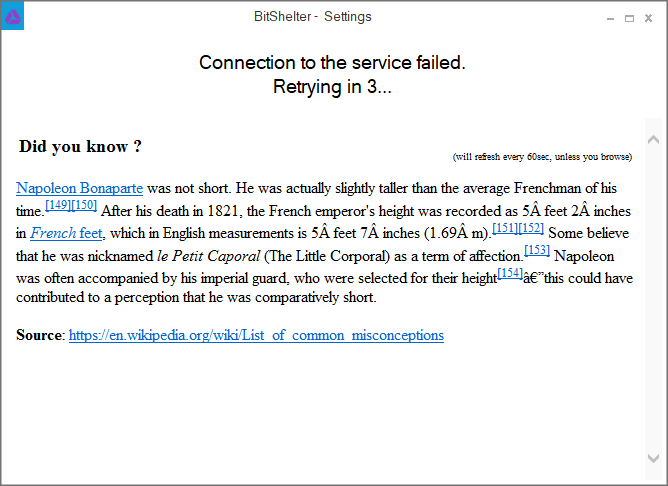 BitShelter - Settings
Connection to the service failed.
Retrying in 3...
Did you know ?
(will refresh every 60sec, unless you browse)
Napoleon Bonaparte was not short. He was actually slightly taller than the average Frenchman of his
time.[149][150] After his death in 1821, the French emperor's height was recorded as 5Â feet 2Â inches
in French feet, which in English measurements is 5Â feet 7Â inches (1.69Â m).[151][152] Some believe
that he was nicknamed le Petit Caporal (The Little Corporal) as a term of affection.[153] Napoleon
was often accompanied by his imperial guard, who were selected for their height[154]â€”this could have
contributed to a perception that he was comparatively short.
Source: https://en.wikipedia.org/wiki/List_of_common_misconceptions